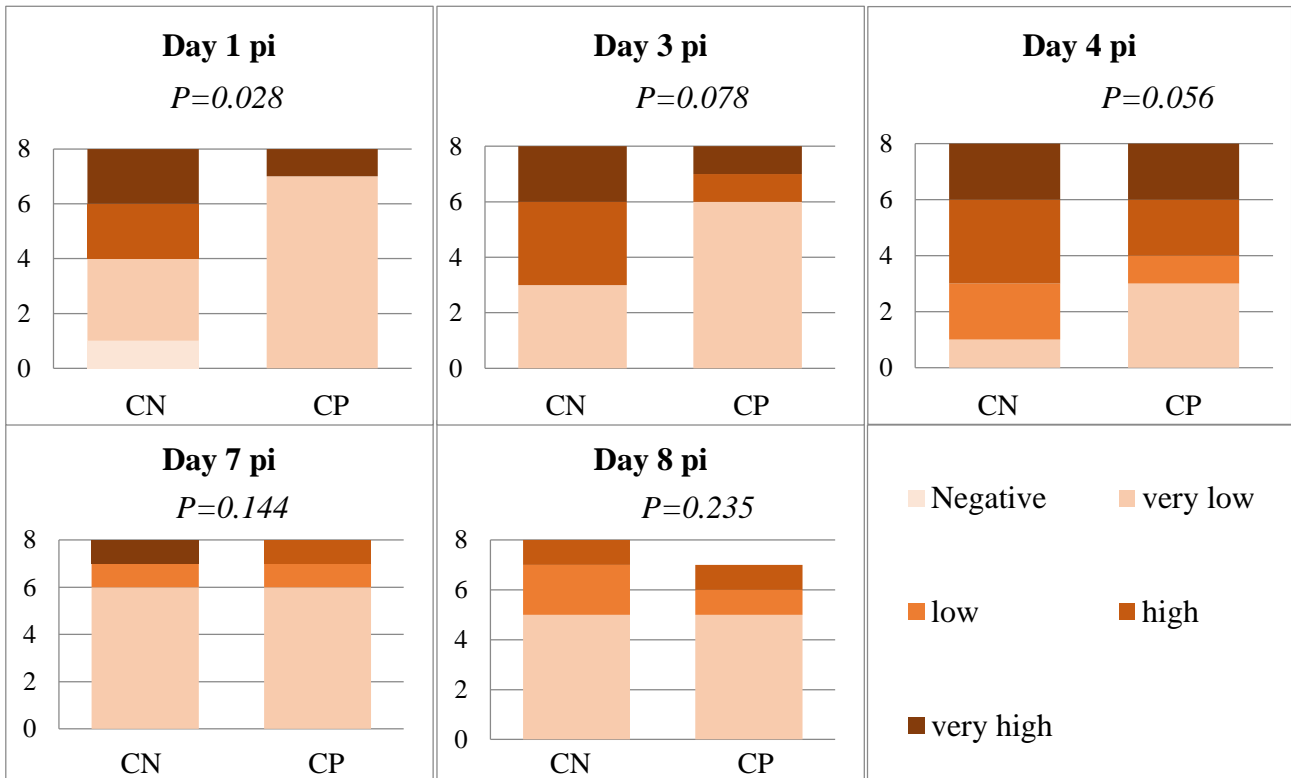 Day 1 pi
P=0.028
8
6
4
2
0
CN CP
Day 3 pi
P=0.078
8
6
4
2
0
CN CP
Day 4 pi
P=0.056
8
6
4
2
0
CN CP
Day 7 pi
P=0.144
8
6
4
2
0
CN CP
Day 8 pi
P=0.235
8
6
4
2
0
CN CP
Negative very low
low high
very high